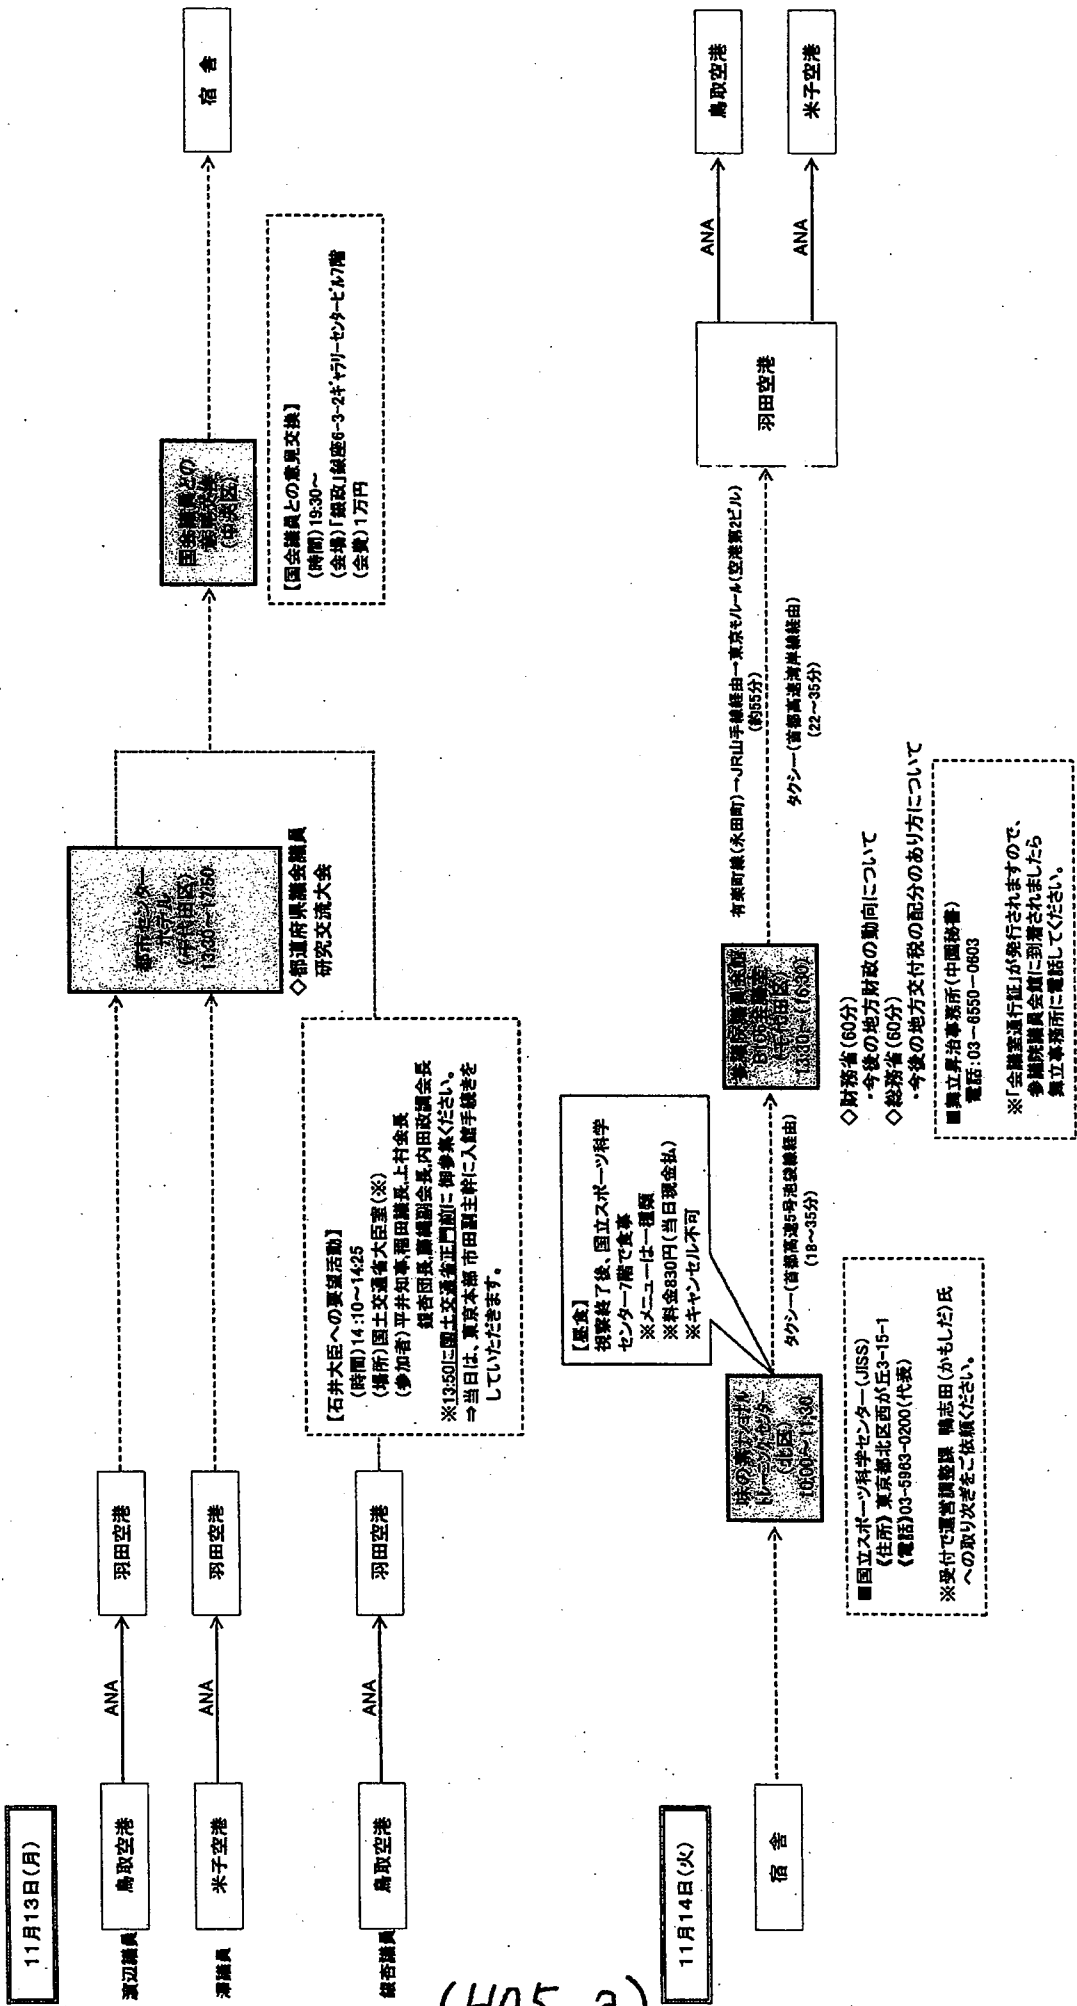 11月13日(月)
濵辺議員
鳥取空港
ANA
羽田空港
澤議員
米子空港
ANA
羽田空港
都市センター
ホテル
(千代田区)
13:30~17:50
◇都道府県議会議員
研究交流大会
国会議員との
意見交換
(中央区)
宿 舎
【国会議員との意見交換】
(時間)19:30~
(会場)「銀政」銀座6-3-2ギャラリーセンタービル7階
(会費)1万円
銀杏議員
鳥取空港
ANA
羽田空港
【石井大臣への要望活動】
(時間)14:10~14:25
(場所)国土交通省大臣室(※)
(参加者)平井知事、稲田議長、上村会長
銀杏団長、藤縄副会長、内田政調会長
※13:50に国土交通省正門前に御参集ください。
⇒当日は、東京本部 市田副主幹に入館手続きを
していただきます。
11月14日(火)
宿 舎
味の素ナショナル
トレーニングセンター
(北区)
10:00~11:30
【昼食】
視察終了後、国立スポーツ科学
センター7階で食事
※メニューは一種類
※料金830円(当日現金払)
※キャンセル不可
■国立スポーツ科学センター(JISS)
《住所》東京都北区西が丘3-15-1
《電話》03-5963-0200(代表)
※受付で運営調整課 鴨志田(かもしだ)氏
への取り次ぎをご依頼ください。
タクシー(首都高速5号池袋線経由)
(18~35分)
参議院議員会館
B106会議室
(千代田区)
13:30~(16:30)
◇財務省(60分)
・今後の地方財政の動向について
◇総務省(60分)
・今後の地方交付税の配分のあり方について
■舞立昇治事務所(中園秘書)
電話:03-6550-0603
※「会議室通行証」が発行されますので、
参議院議員会館に到着されましたら
舞立事務所に電話してください。
有楽町線(永田町)→JR山手線経由→東京モノレール(空港第2ビル)
(約55分)
タクシー(首都高速湾岸線経由)
(22~35分)
羽田空港
ANA
鳥取空港
ANA
米子空港
(H05-2)